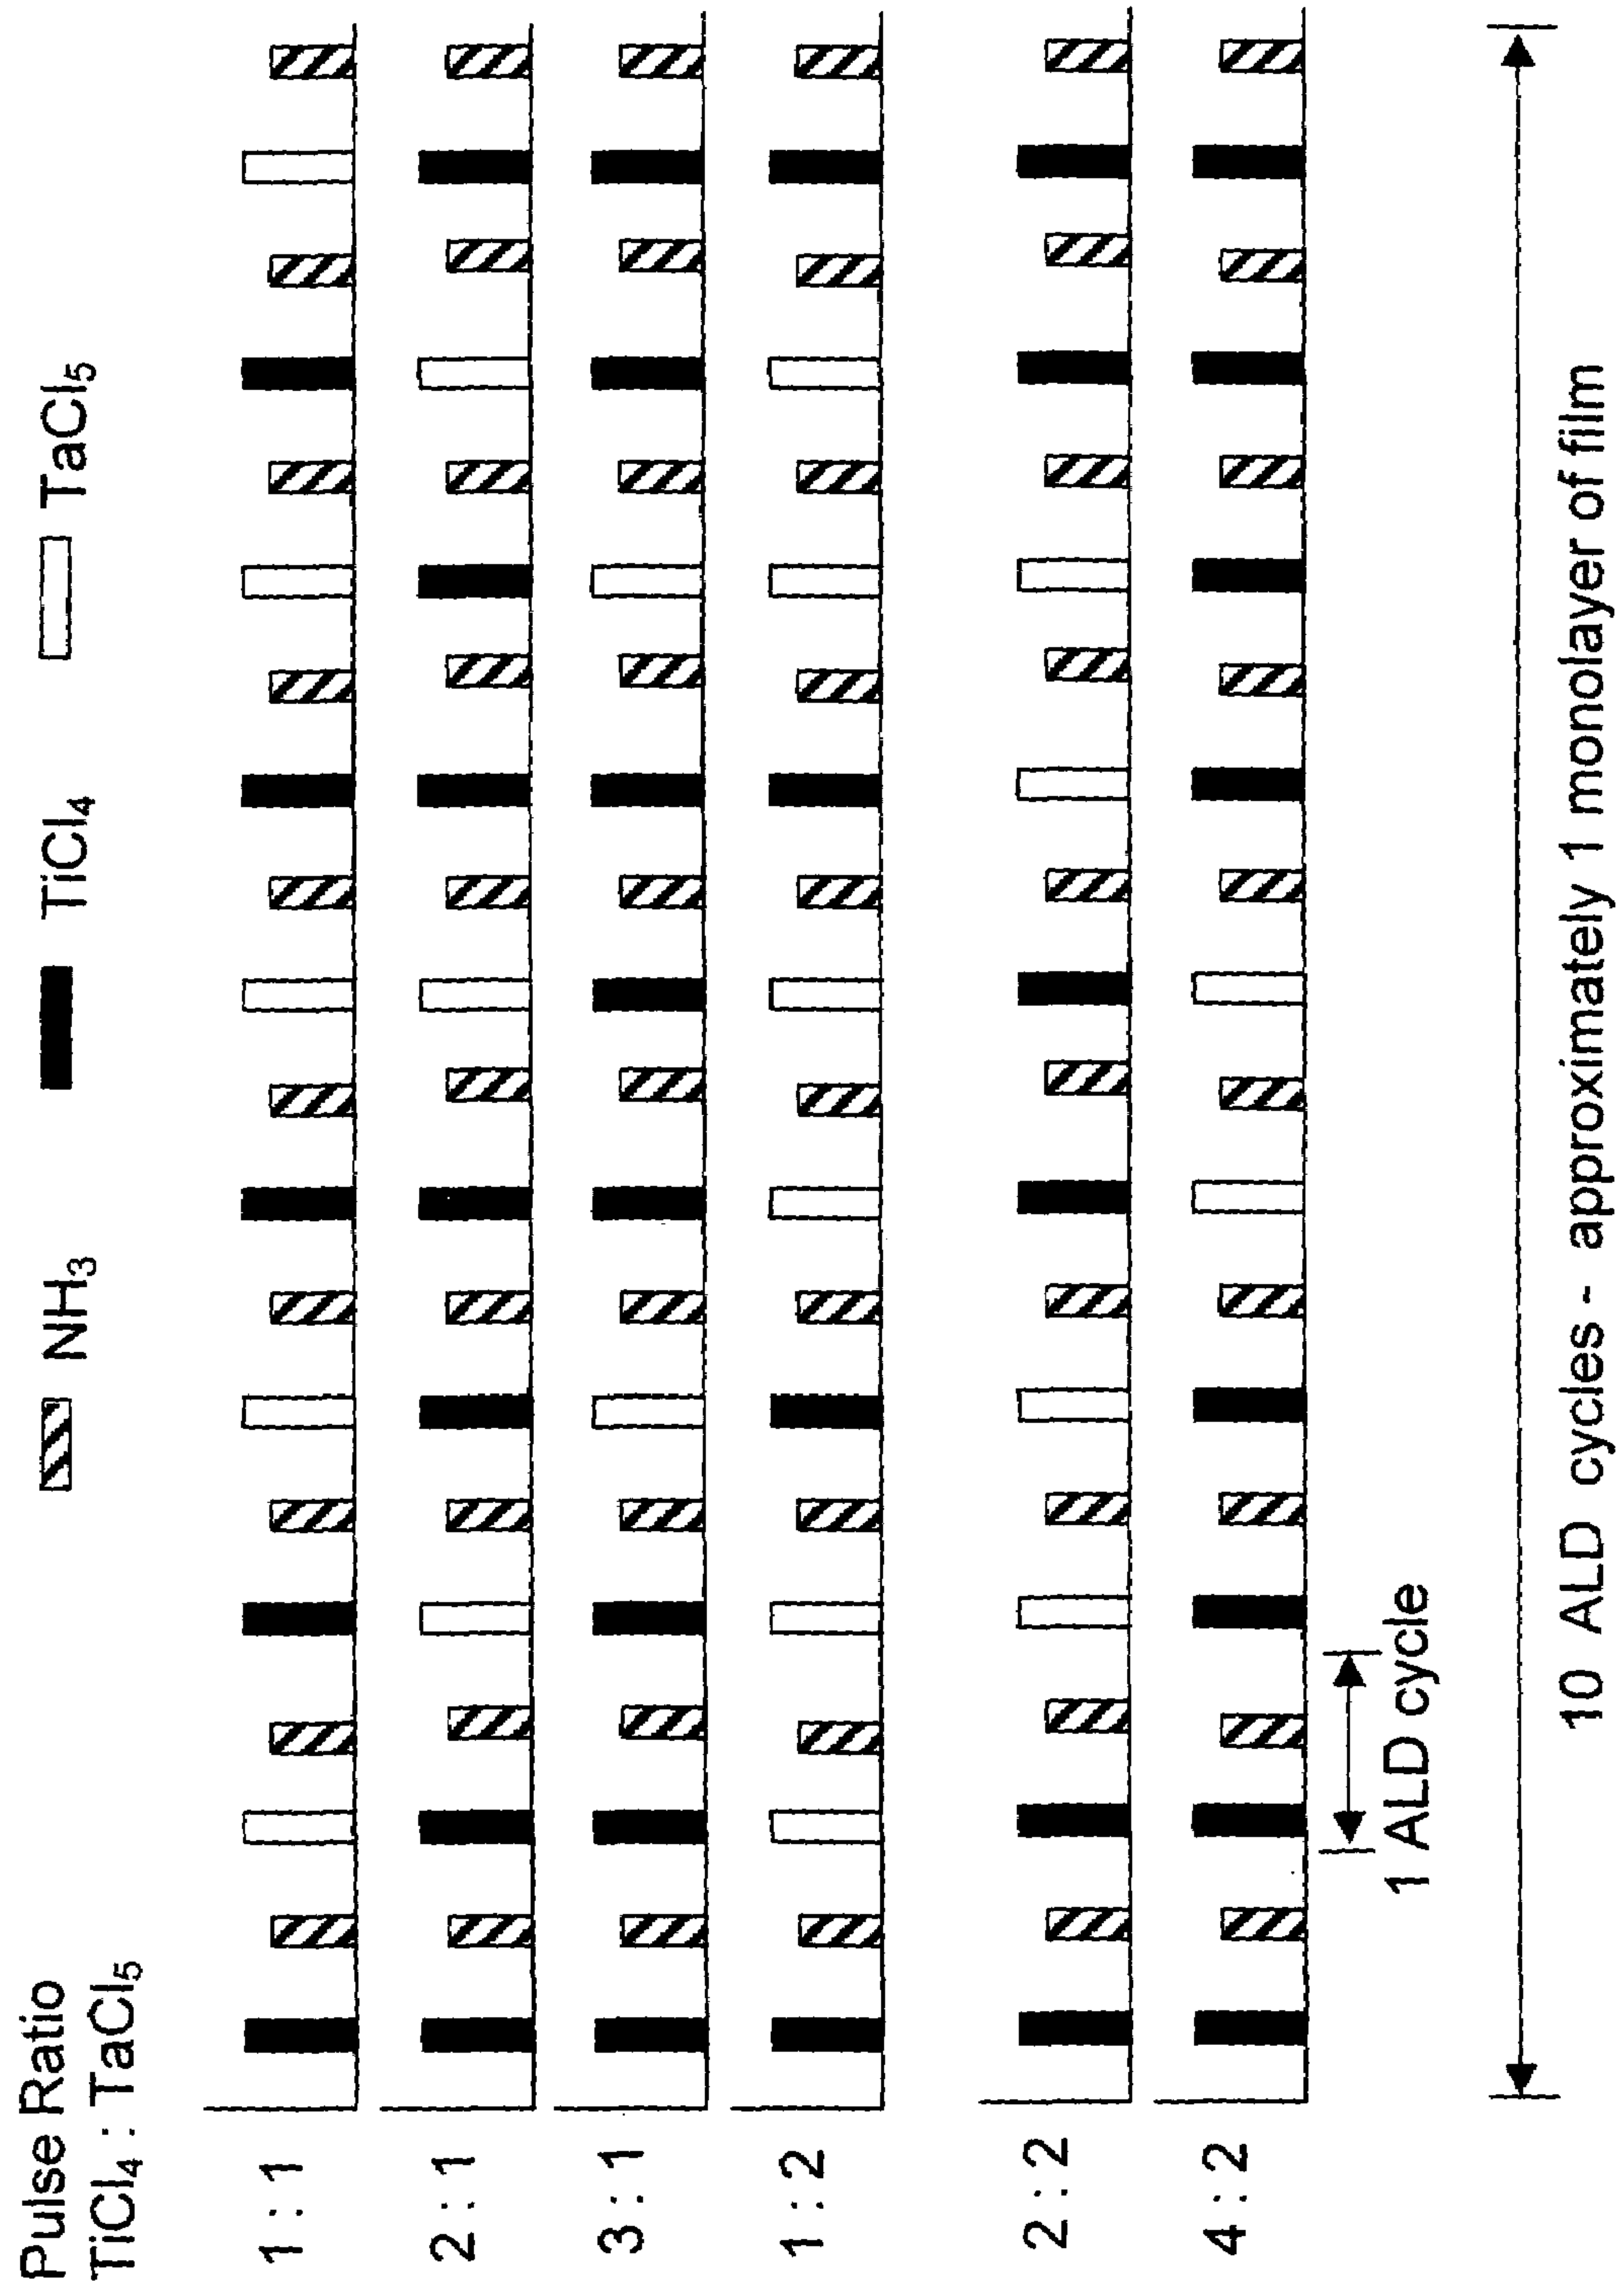 NH3 TiCl4 TaCl5
Pulse Ratio
TiCl4 : TaCl5
1 : 1
2 : 1
3 : 1
1 : 2
2 : 2
4 : 2
1 ALD cycle
10 ALD cycles - approximately 1 monolayer of film